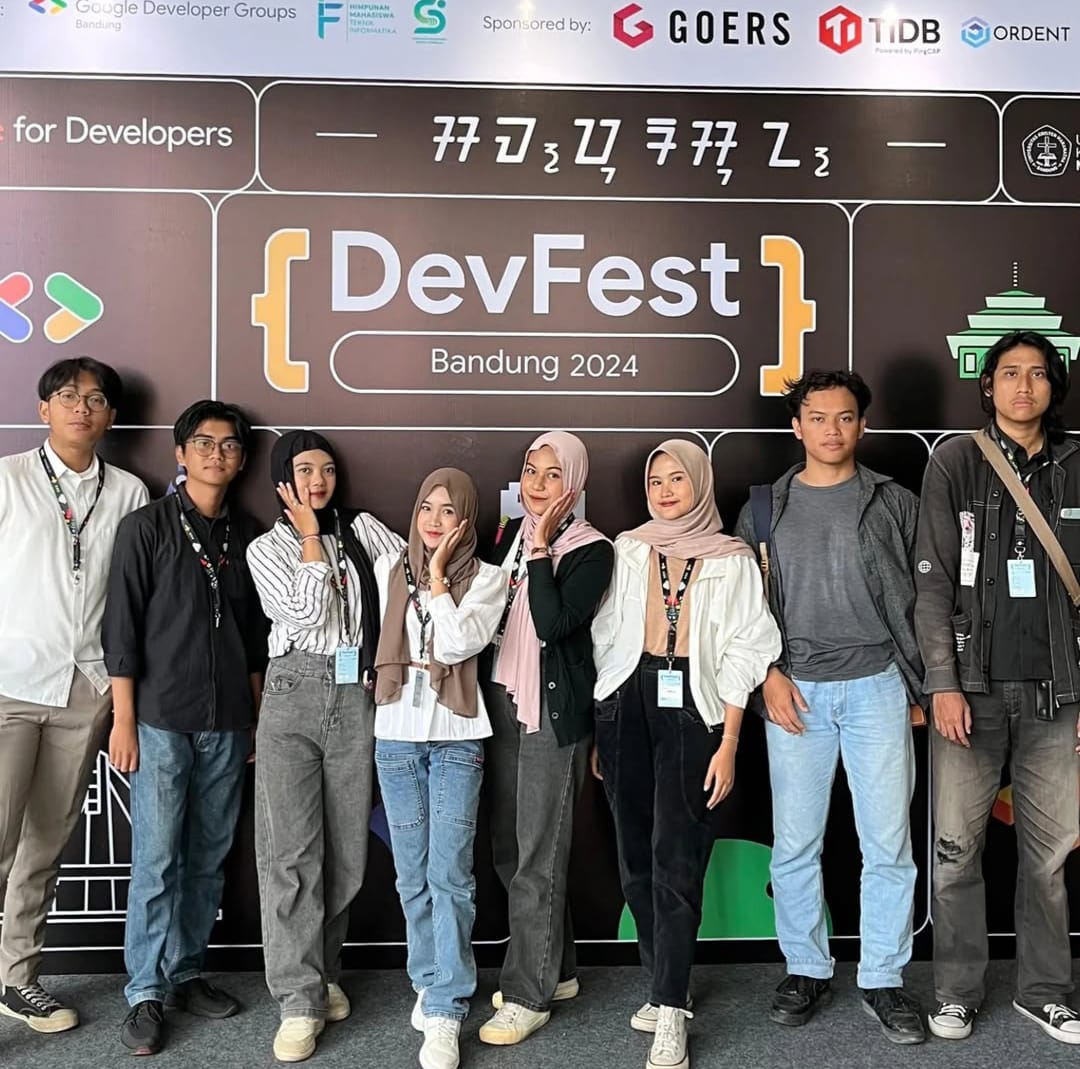 Google Developer Groups
Bandung
HIMPUNAN
MAHASISWA
TEKNIK
INFORMATIKA
Sponsored by:
GOERS
TiDB
Powered by PingCAP
ORDENT
for Developers
{ DevFest }
Bandung 2024